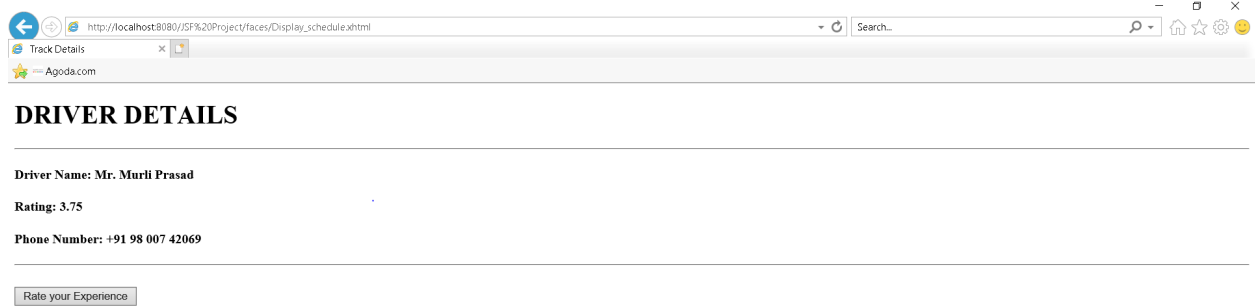 http://localhost:8080/JSF%20Project/faces/Display_schedule.xhtml
Search...
Track Details
Agoda.com
DRIVER DETAILS
Driver Name: Mr. Murli Prasad
Rating: 3.75
Phone Number: +91 98 007 42069
Rate your Experience